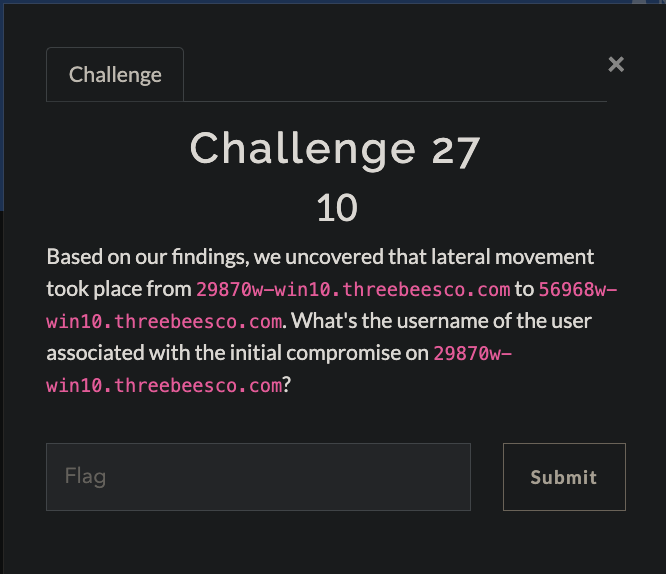 Challenge
×
Challenge 27
10
Based on our findings, we uncovered that lateral movement
took place from 29870w-win10.threebeesco.com to 56968w-
win10.threebeesco.com. What's the username of the user
associated with the initial compromise on 29870w-
win10.threebeesco.com?
Flag
Submit